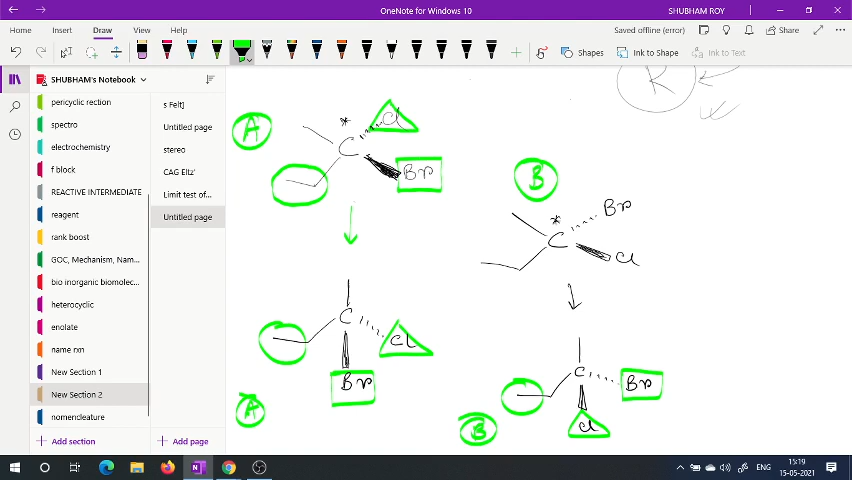 OneNote for Windows 10
SHUBHAM ROY
Home Insert Draw View Help
Saved offline (error)
Share
Shapes
Ink to Shape
Ink to Text
SHUBHAM's Notebook
pericyclic rection
spectro
electrochemistry
f block
REACTIVE INTERMEDIATE
reagent
rank boost
GOC, Mechanism, Nam...
bio inorganic biomolec...
heterocyclic
enolate
name rxn
New Section 1
New Section 2
nomencleature
Add section
s Felt]
Untitled page
stereo
CAG EIIz'
Limit test of...
Untitled page
Add page
R
A
*
Cl
C
Br
B
*
Br
C
Cl
C
Cl
Br
A
C
Br
Cl
B
ENG
15:19
15-05-2021